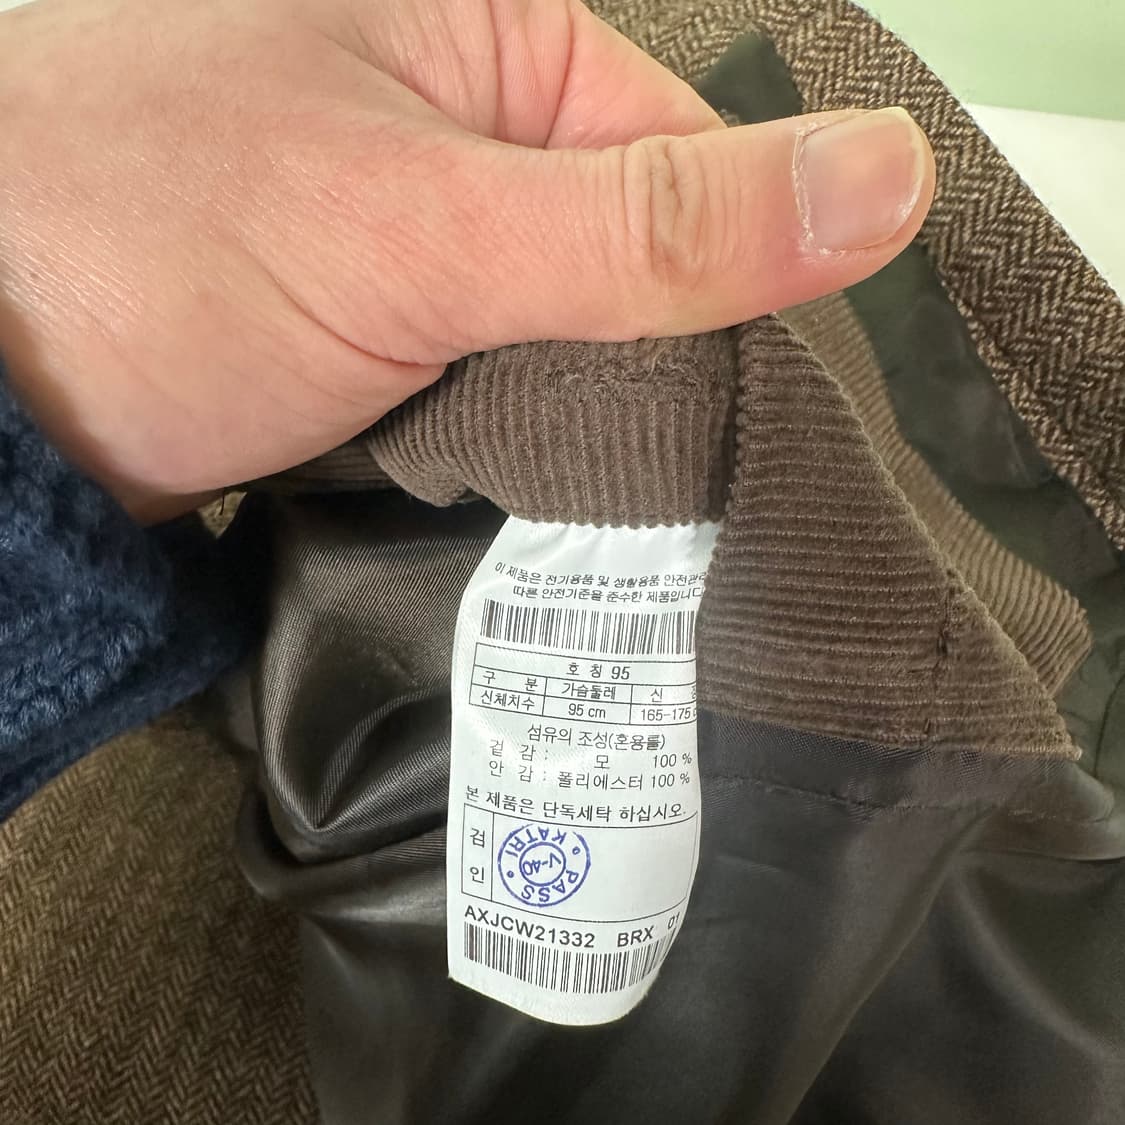 이 제품은 전기용품 및 생활용품 안전관리
따른 안전기준을 준수한 제품입니다
호 칭 95
구 분 가슴둘레 신
신체치수 95 cm 165-175
섬유의 조성(혼용률)
겉 감 : 모 100 %
안 감 : 폴리에스터 100 %
본 제품은 단독세탁 하십시오.
검
인
KATRI
V-40
PASS
AXJCW21332 BRX 01